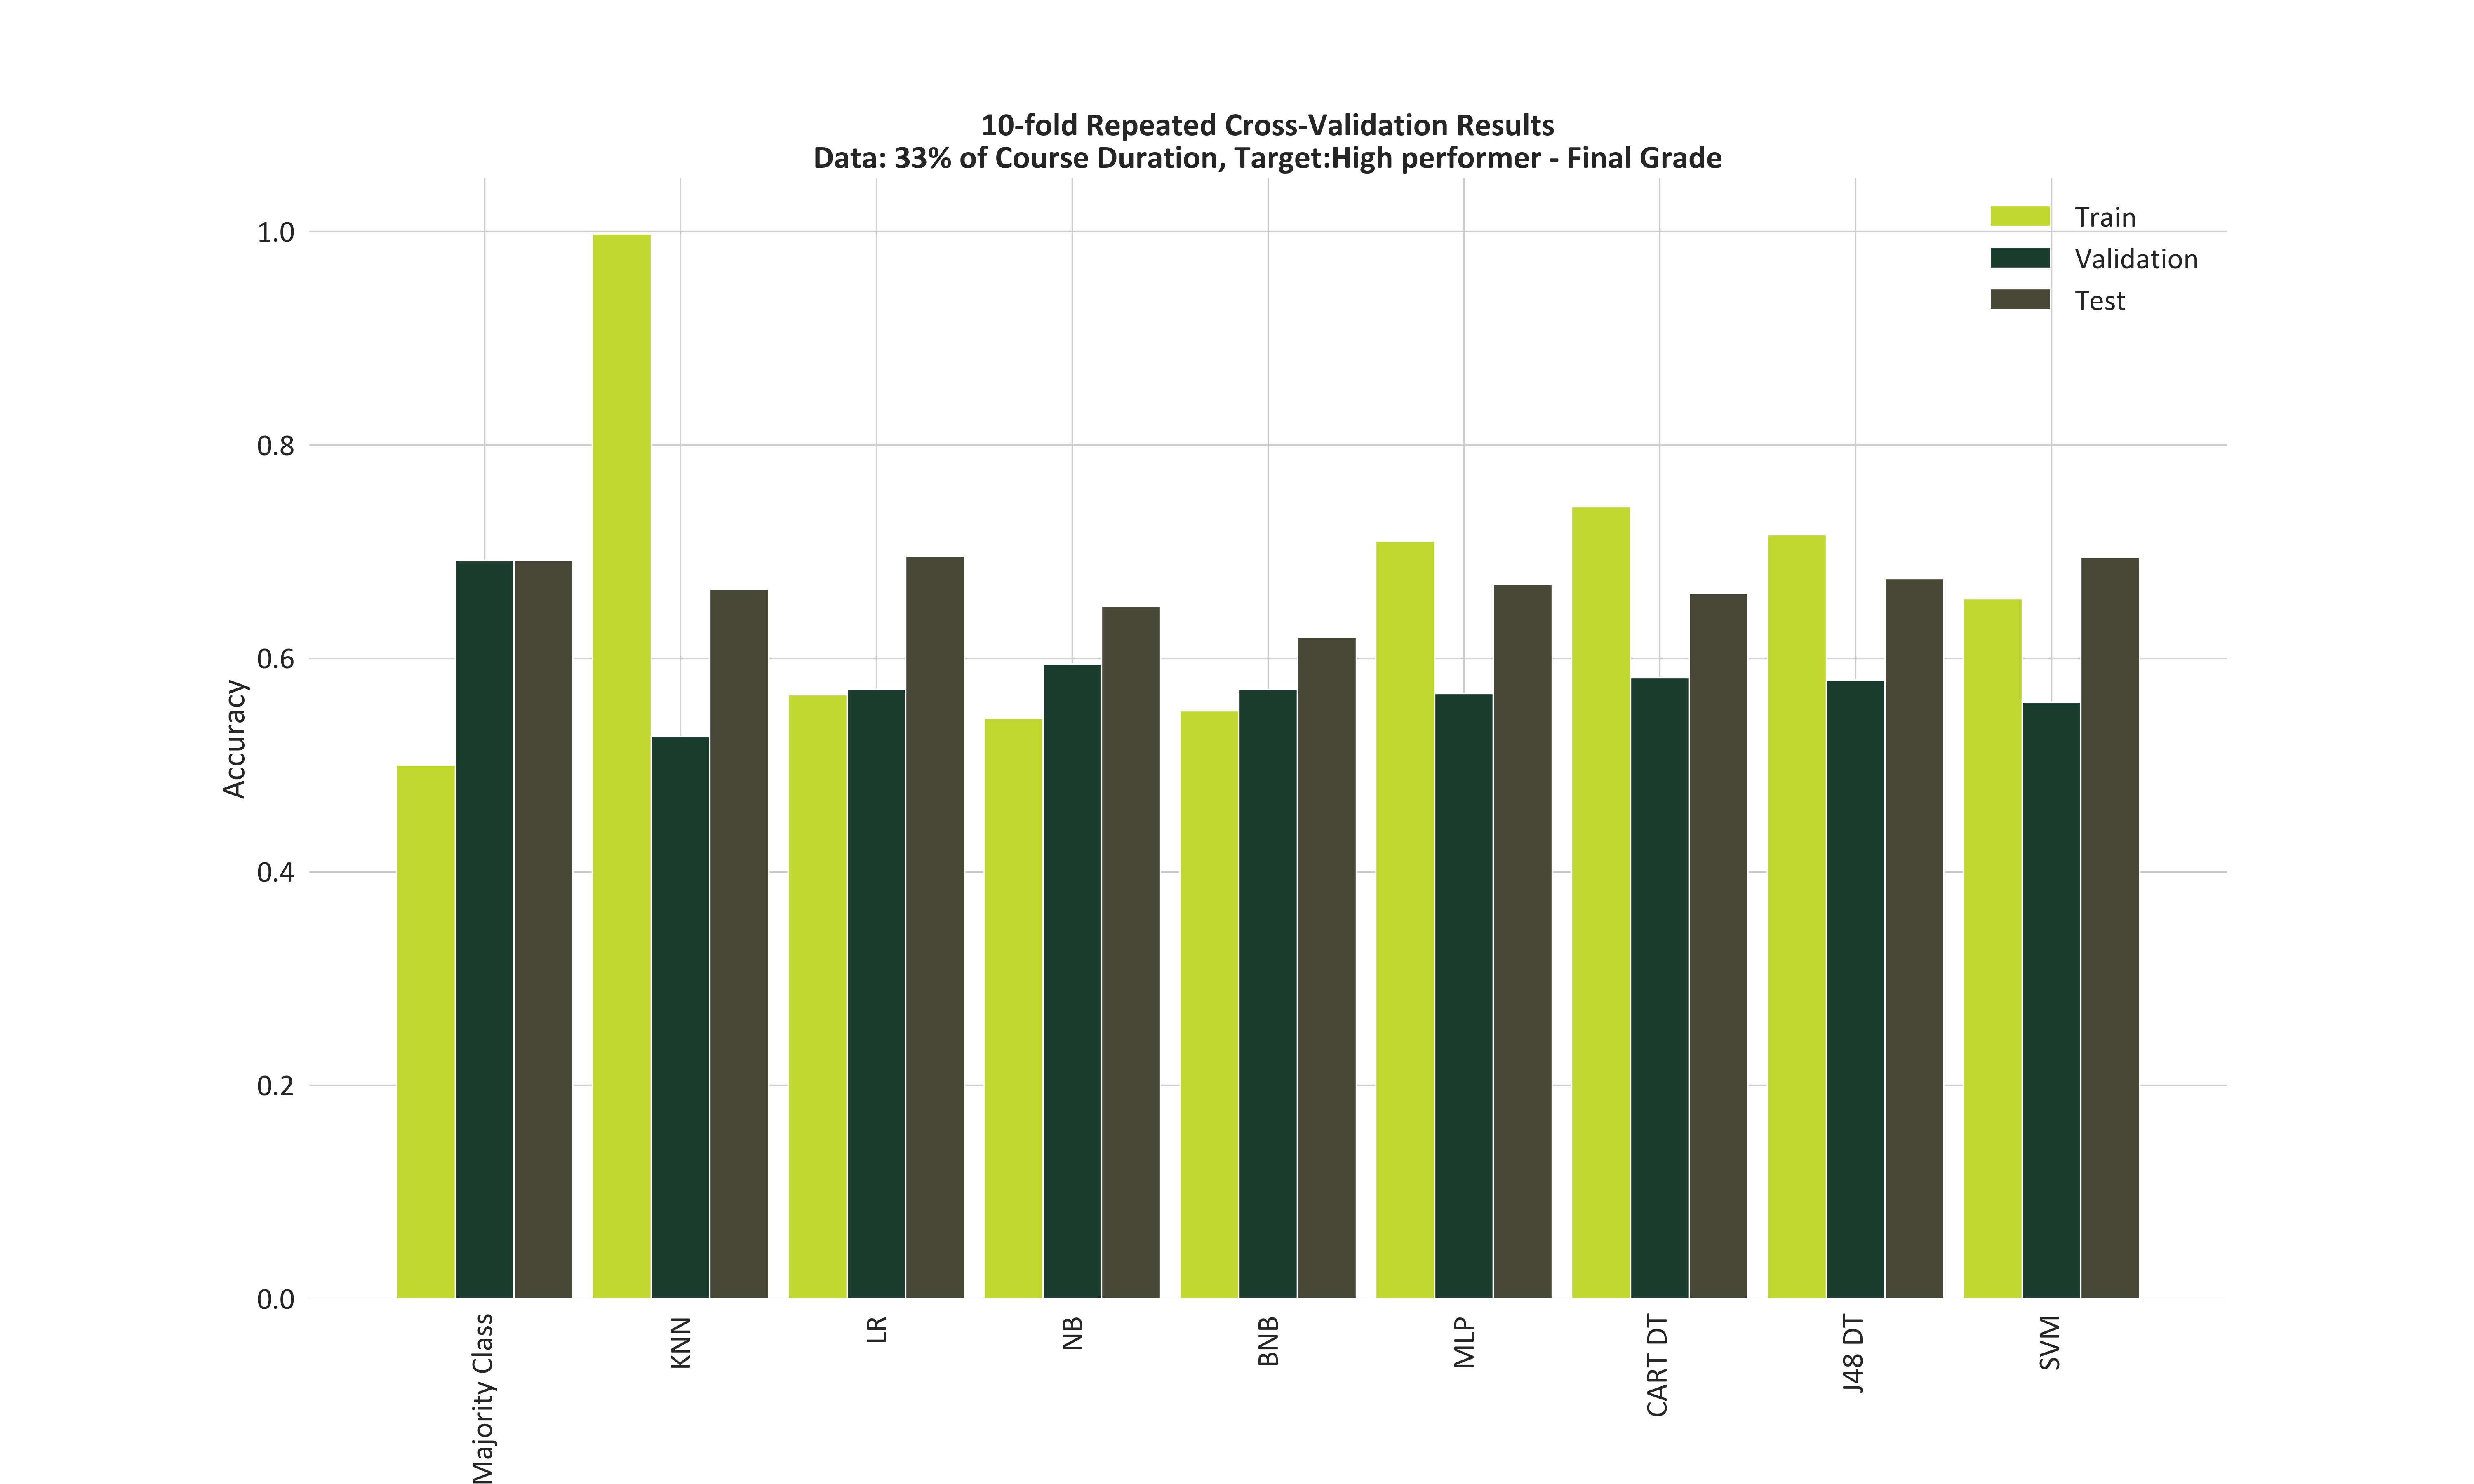 10-fold Repeated Cross-Validation Results
Data: 33% of Course Duration, Target:High performer - Final Grade
Train
Validation
Test
Accuracy
1.0
0.8
0.6
0.4
0.2
0.0
Majority Class
KNN
LR
NB
BNB
MLP
CART DT
J48 DT
SVM